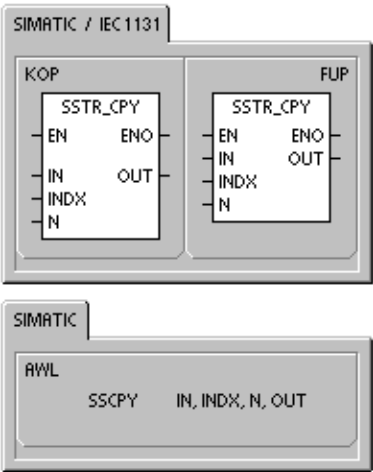 SIMATIC / IEC 1131
KOP
FUP
SSTR_CPY
EN ENO
IN OUT
INDX
N
SSTR_CPY
EN ENO
IN OUT
INDX
N
SIMATIC
AWL
SSCPY IN, INDX, N, OUT